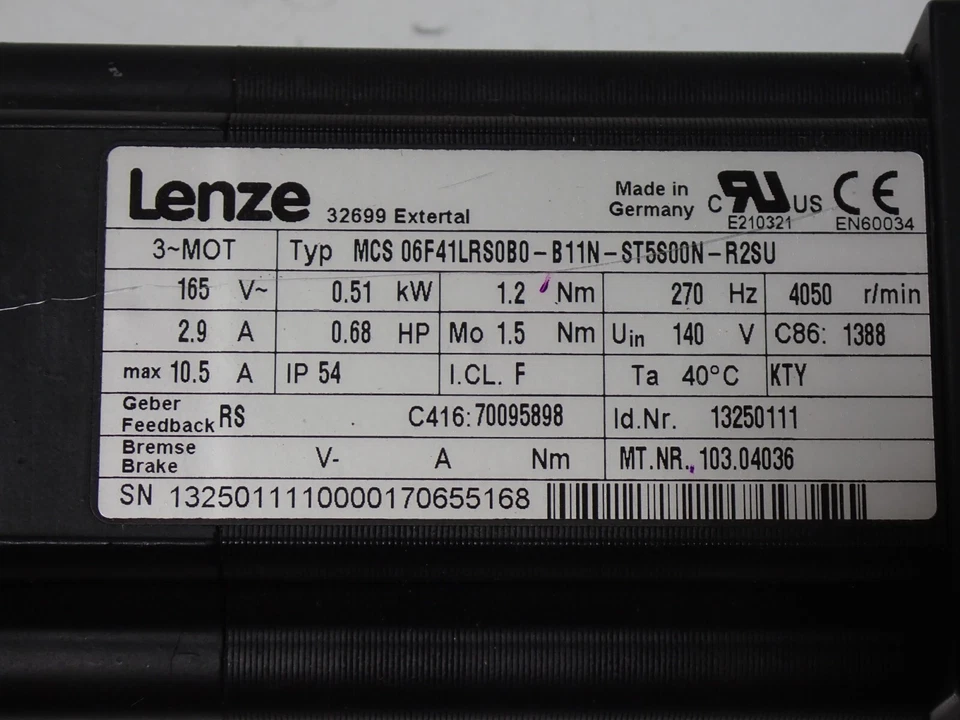 Lenze 32699 Extertal Made in Germany c RU US CE
E210321 EN60034
3~MOT Typ MCS 06F41LRS0B0-B11N-ST5S00N-R2SU
165 V~ 0.51 kW 1.2 Nm 270 Hz 4050 r/min
2.9 A 0.68 HP Mo 1.5 Nm Uin 140 V C86: 1388
max 10.5 A IP 54 I.CL. F Ta 40°C KTY
Geber
Feedback RS C416:70095898 Id.Nr. 13250111
Bremse
Brake V- A Nm MT.NR. 103.04036
SN 1325011110000170655168